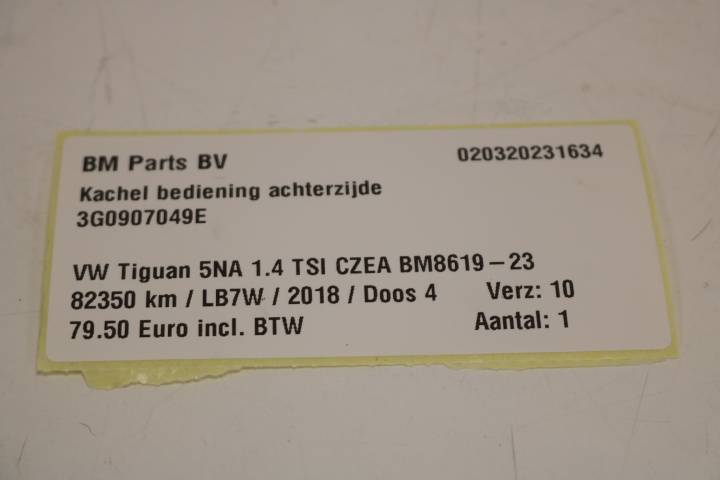 BM Parts BV 020320231634
Kachel bediening achterzijde
3G0907049E
VW Tiguan 5NA 1.4 TSI CZEA BM8619-23
82350 km / LB7W / 2018 / Doos 4 Verz: 10
79.50 Euro incl. BTW Aantal: 1